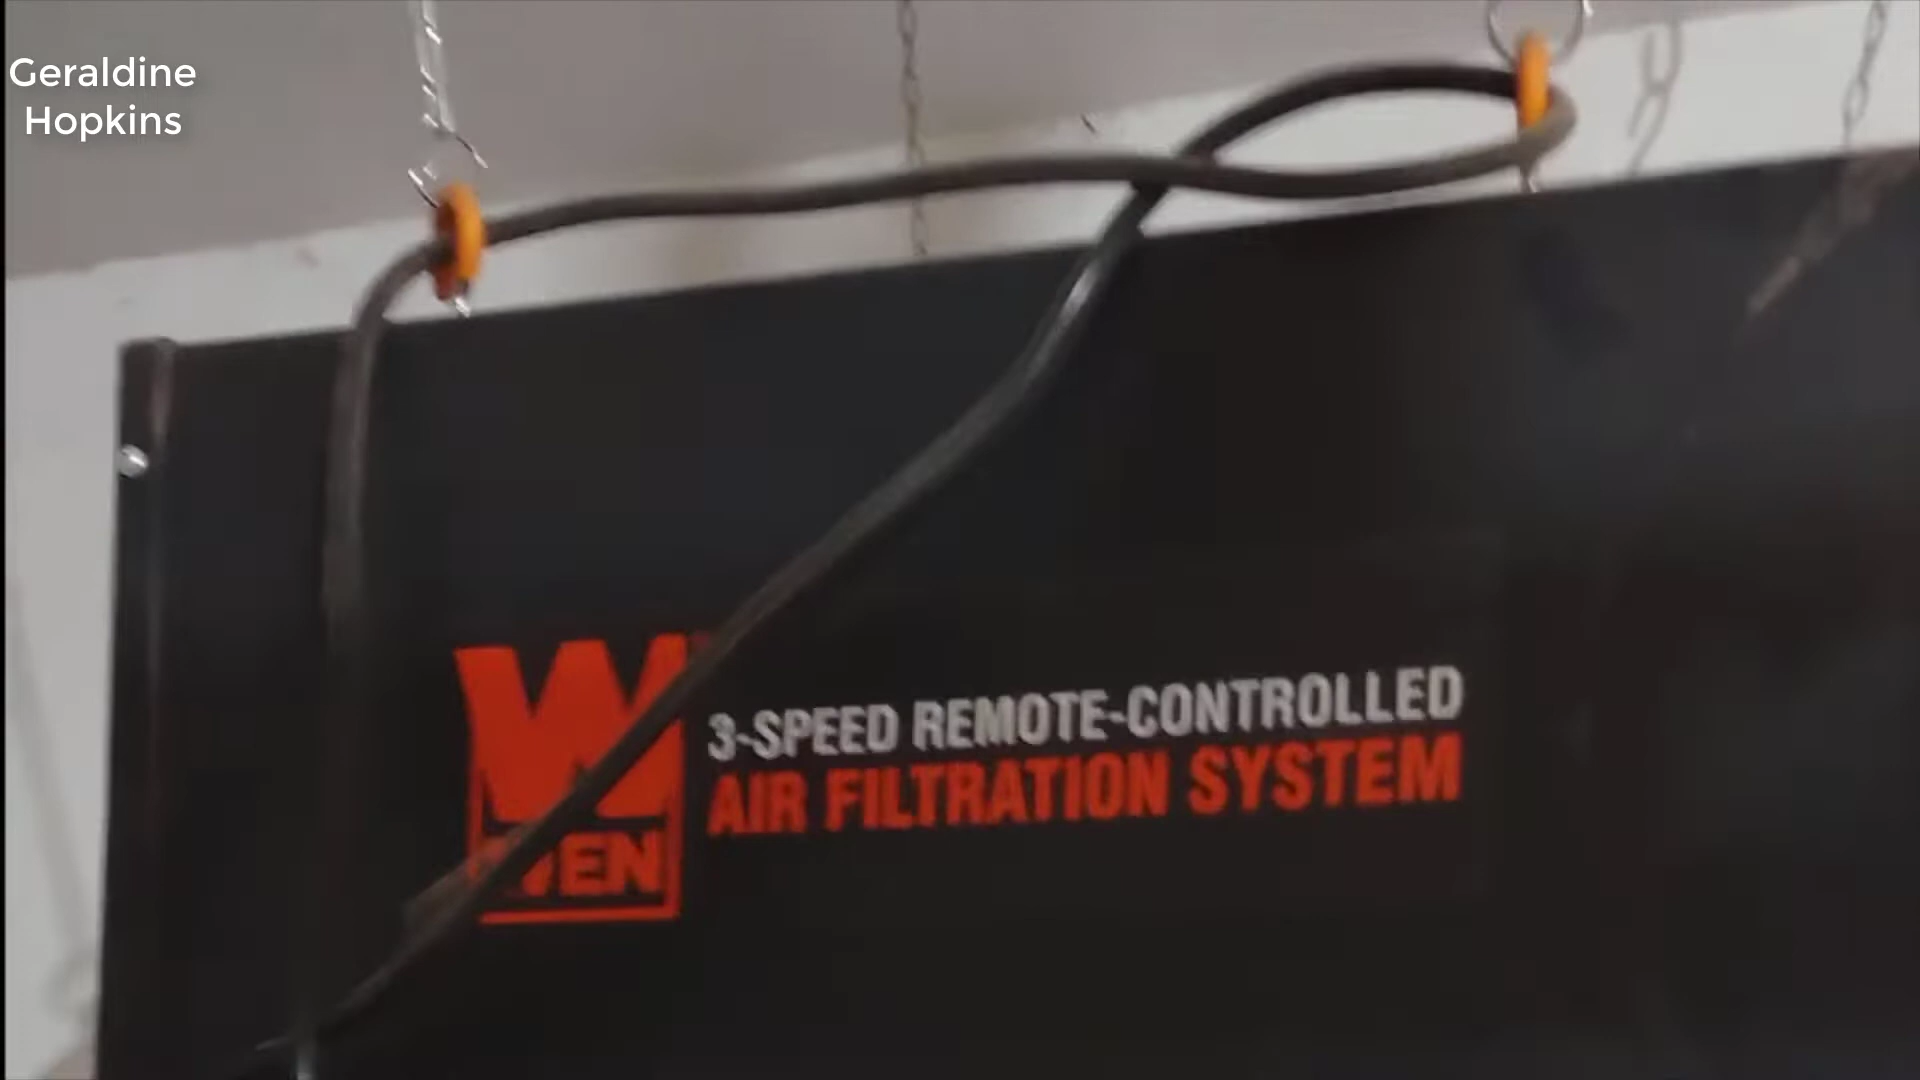 Geraldine
Hopkins
W
3-SPEED REMOTE-CONTROLLED
AIR FILTRATION SYSTEM
WEN